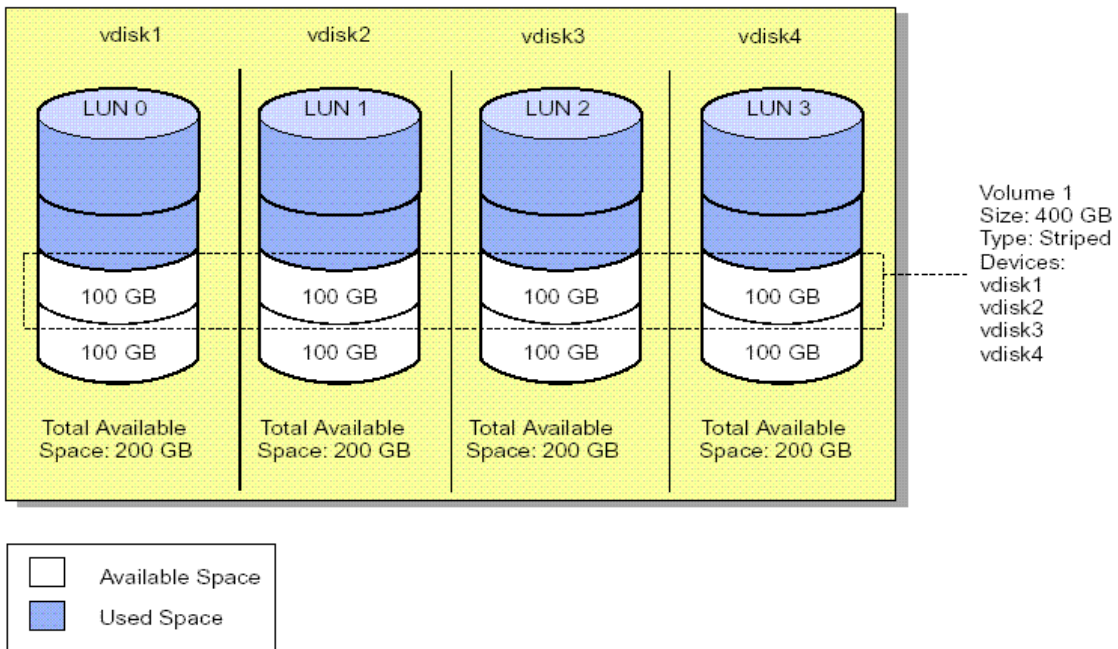 vdisk1
vdisk2
vdisk3
vdisk4
LUN 0
LUN 1
LUN 2
LUN 3
100 GB
100 GB
100 GB
100 GB
100 GB
100 GB
100 GB
100 GB
Total Available
Space: 200 GB
Total Available
Space: 200 GB
Total Available
Space: 200 GB
Total Available
Space: 200 GB
Volume 1
Size: 400 GB
Type: Striped
Devices:
vdisk1
vdisk2
vdisk3
vdisk4
Available Space
Used Space